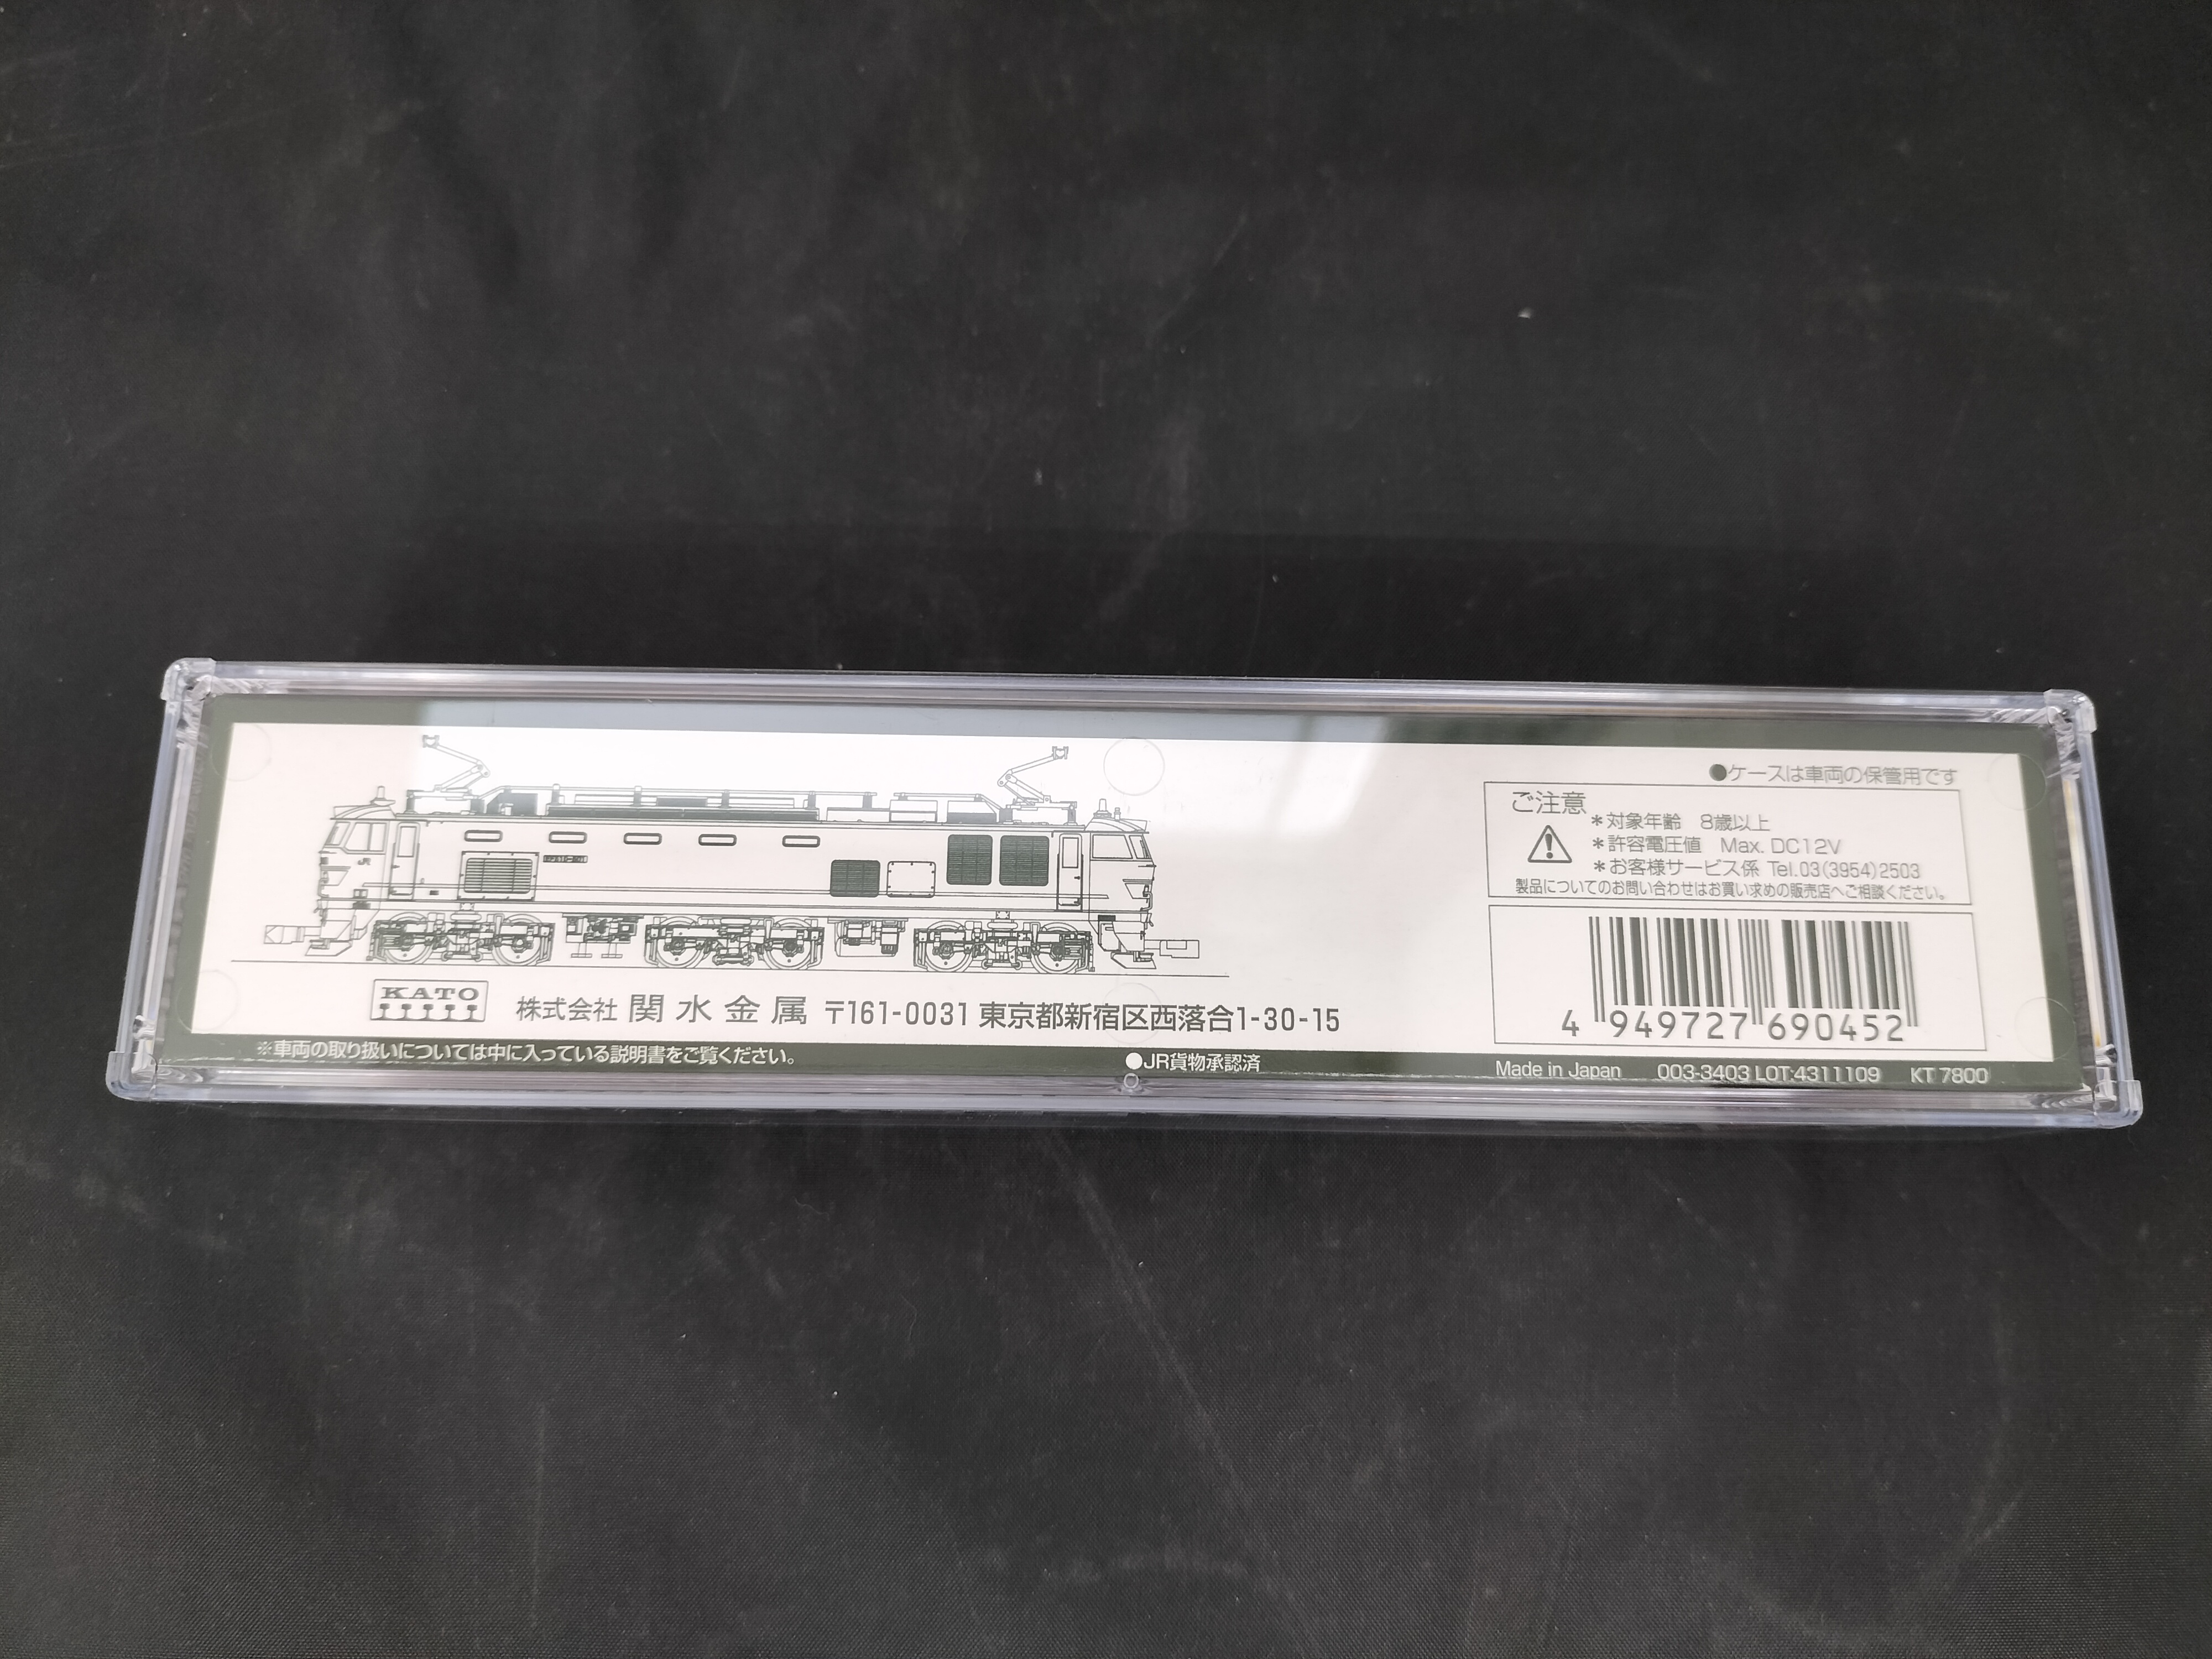 ●ケースは車両の保管用です
ご注意
＊対象年齢 8歳以上
＊許容電圧値 Max. DC12V
＊お客様サービス係 Tel.03(3954)2503
製品についてのお問い合わせはお買い求めの販売店へご相談ください。
JR
4 949727 690452
KATO
株式会社 関水金属 〒161-0031 東京都新宿区西落合1-30-15
※車両の取り扱いについては中に入っている説明書をご覧ください。
●JR貨物承認済
Made in Japan 003-3403 LOT:4311109 KT 7800